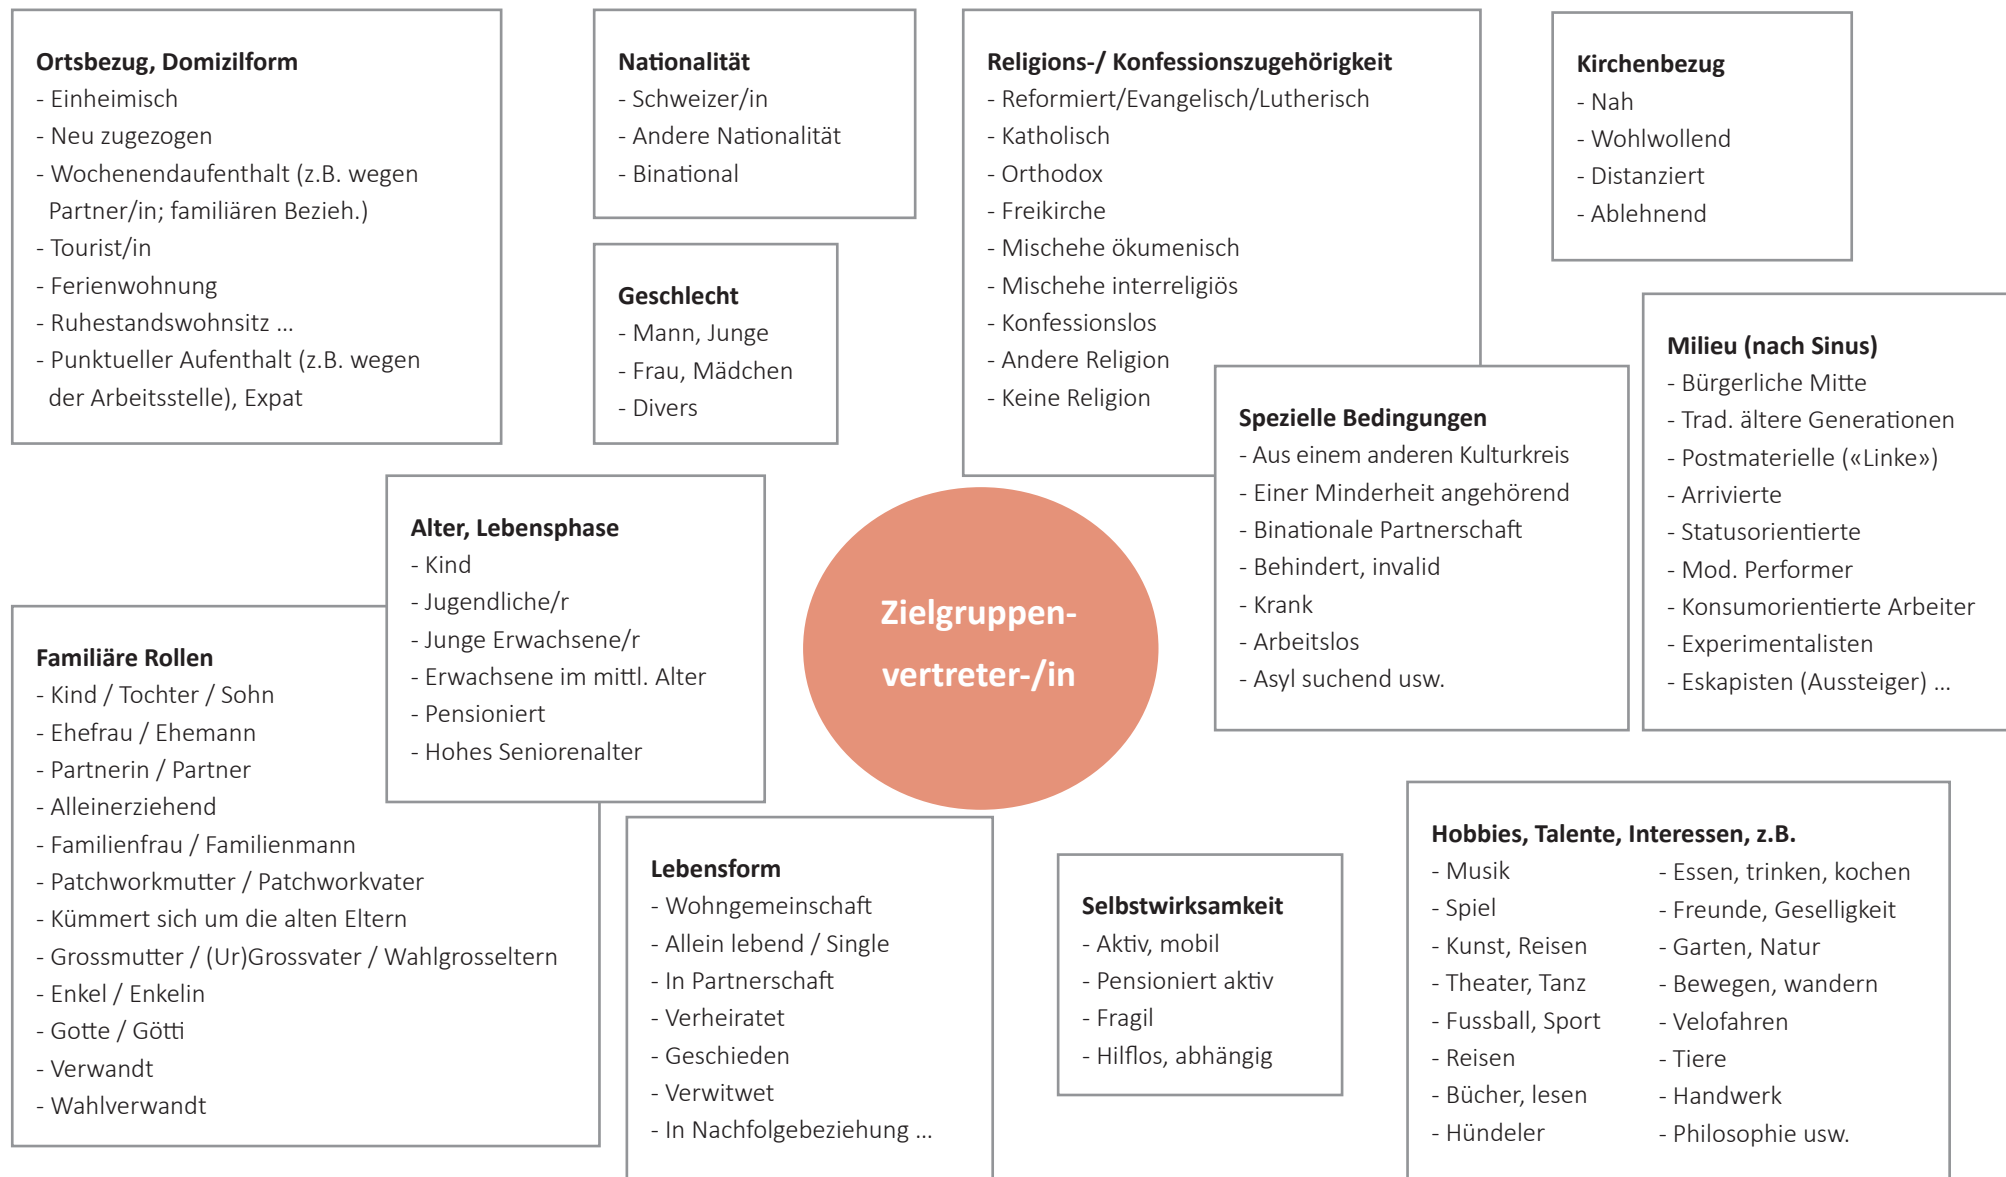 Ortsbezug, Domizilform
- Einheimisch
- Neu zugezogen
- Wochenendaufenthalt (z.B. wegen
Partner/in; familiären Bezieh.)
- Tourist/in
- Ferienwohnung
- Ruhestandswohnsitz ...
- Punktueller Aufenthalt (z.B. wegen
der Arbeitsstelle), Expat
Nationalität
- Schweizer/in
- Andere Nationalität
- Binational
Geschlecht
- Mann, Junge
- Frau, Mädchen
- Divers
Religions-/ Konfessionszugehörigkeit
- Reformiert/Evangelisch/Lutherisch
- Katholisch
- Orthodox
- Freikirche
- Mischehe ökumenisch
- Mischehe interreligiös
- Konfessionslos
- Andere Religion
- Keine Religion
Kirchenbezug
- Nah
- Wohlwollend
- Distanziert
- Ablehnend
Milieu (nach Sinus)
- Bürgerliche Mitte
- Trad. ältere Generationen
- Postmaterielle («Linke»)
- Arrivierte
- Statusorientierte
- Mod. Performer
- Konsumorientierte Arbeiter
- Experimentalisten
- Eskapisten (Aussteiger) ...
Spezielle Bedingungen
- Aus einem anderen Kulturkreis
- Einer Minderheit angehörend
- Binationale Partnerschaft
- Behindert, invalid
- Krank
- Arbeitslos
- Asyl suchend usw.
Alter, Lebensphase
- Kind
- Jugendliche/r
- Junge Erwachsene/r
- Erwachsene im mittl. Alter
- Pensioniert
- Hohes Seniorenalter
Zielgruppen-
vertreter-/in
Familiäre Rollen
- Kind / Tochter / Sohn
- Ehefrau / Ehemann
- Partnerin / Partner
- Alleinerziehend
- Familienfrau / Familienmann
- Patchworkmutter / Patchworkvater
- Kümmert sich um die alten Eltern
- Grossmutter / (Ur)Grossvater / Wahlgrosseltern
- Enkel / Enkelin
- Gotte / Götti
- Verwandt
- Wahlverwandt
Lebensform
- Wohngemeinschaft
- Allein lebend / Single
- In Partnerschaft
- Verheiratet
- Geschieden
- Verwitwet
- In Nachfolgebeziehung ...
Selbstwirksamkeit
- Aktiv, mobil
- Pensioniert aktiv
- Fragil
- Hilflos, abhängig
Hobbies, Talente, Interessen, z.B.
- Musik
- Spiel
- Kunst, Reisen
- Theater, Tanz
- Fussball, Sport
- Reisen
- Bücher, lesen
- Hündeler
- Essen, trinken, kochen
- Freunde, Geselligkeit
- Garten, Natur
- Bewegen, wandern
- Velofahren
- Tiere
- Handwerk
- Philosophie usw.